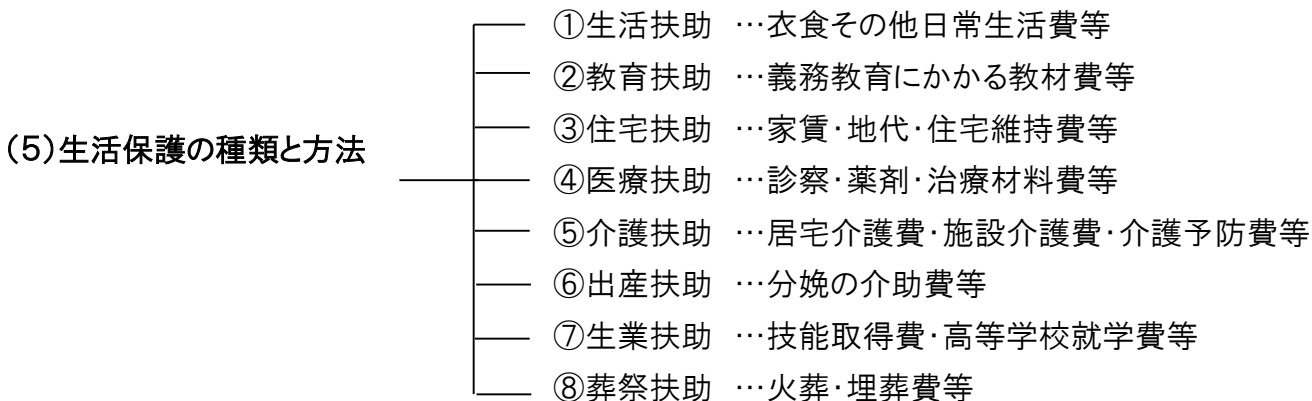 (5)生活保護の種類と方法
①生活扶助 …衣食その他日常生活費等
②教育扶助 …義務教育にかかる教材費等
③住宅扶助 …家賃・地代・住宅維持費等
④医療扶助 …診察・薬剤・治療材料費等
⑤介護扶助 …居宅介護費・施設介護費・介護予防費等
⑥出産扶助 …分娩の介助費等
⑦生業扶助 …技能取得費・高等学校就学費等
⑧葬祭扶助 …火葬・埋葬費等